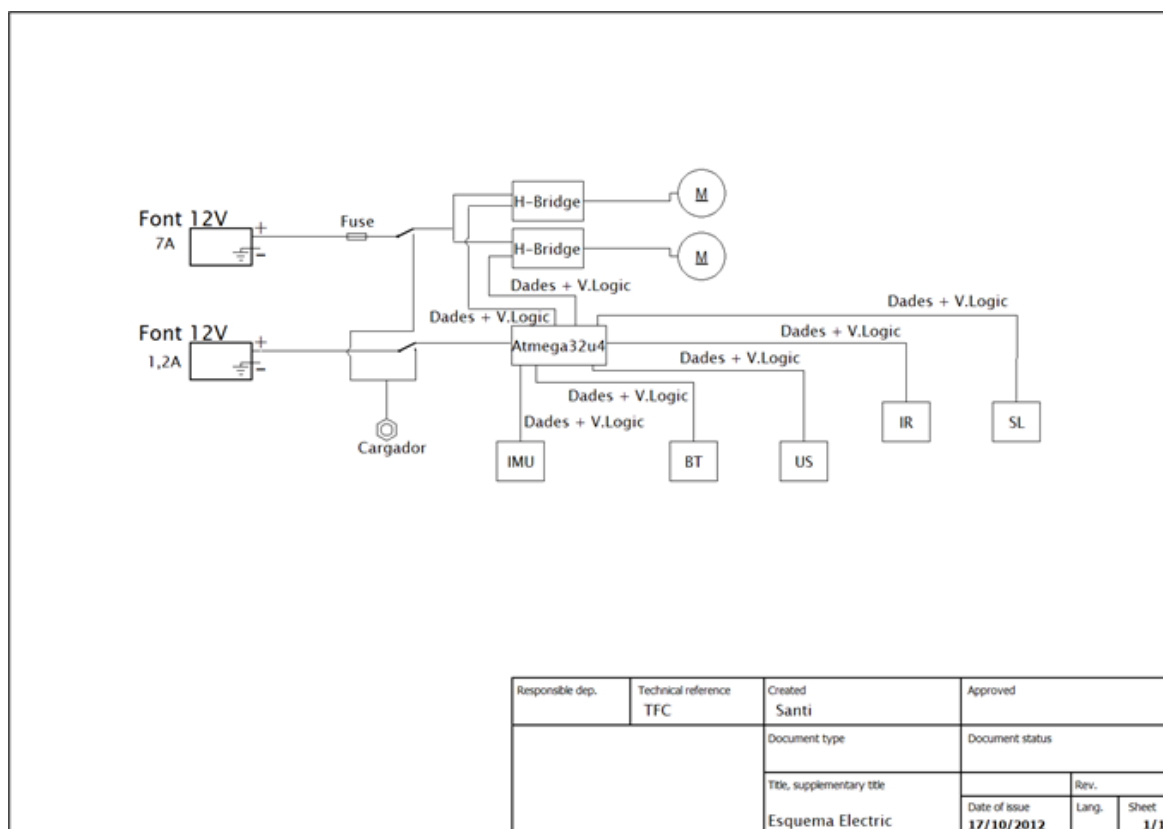 Font 12V
7A
+
-
Fuse
H-Bridge
M
H-Bridge
M
Dades + V.Logic
Dades + V.Logic
Dades + V.Logic
Dades + V.Logic
Font 12V
1,2A
+
-
Atmega32u4
Dades + V.Logic
Dades + V.Logic
Dades + V.Logic
Cargador
IMU
BT
US
IR
SL
Responsible dep.
Technical reference
TFC
Created
Santi
Approved
Document type
Document status
Title, supplementary title
Esquema Electric
Rev.
Date of issue
17/10/2012
Lang.
Sheet
1/1